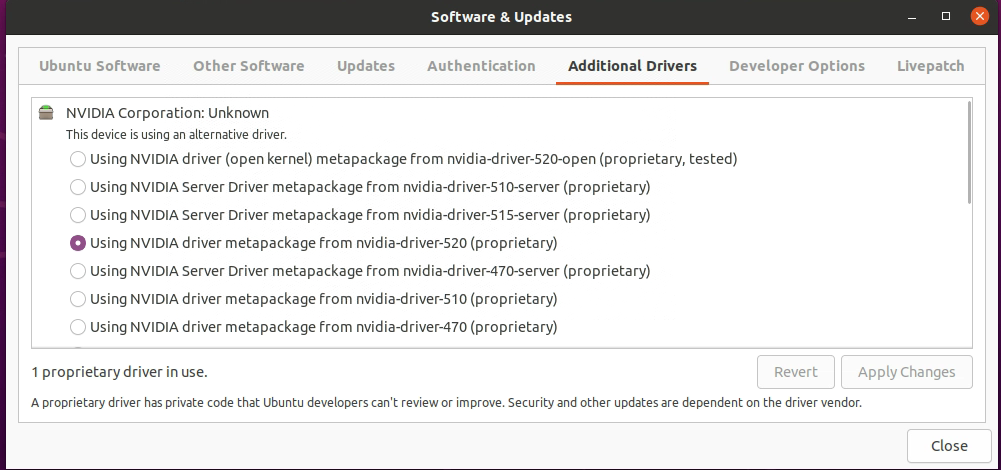 Software & Updates
Ubuntu Software
Other Software
Updates
Authentication
Additional Drivers
Developer Options
Livepatch
NVIDIA Corporation: Unknown
This device is using an alternative driver.
Using NVIDIA driver (open kernel) metapackage from nvidia-driver-520-open (proprietary, tested)
Using NVIDIA Server Driver metapackage from nvidia-driver-510-server (proprietary)
Using NVIDIA Server Driver metapackage from nvidia-driver-515-server (proprietary)
Using NVIDIA driver metapackage from nvidia-driver-520 (proprietary)
Using NVIDIA Server Driver metapackage from nvidia-driver-470-server (proprietary)
Using NVIDIA driver metapackage from nvidia-driver-510 (proprietary)
Using NVIDIA driver metapackage from nvidia-driver-470 (proprietary)
1 proprietary driver in use.
Revert
Apply Changes
A proprietary driver has private code that Ubuntu developers can't review or improve. Security and other updates are dependent on the driver vendor.
Close